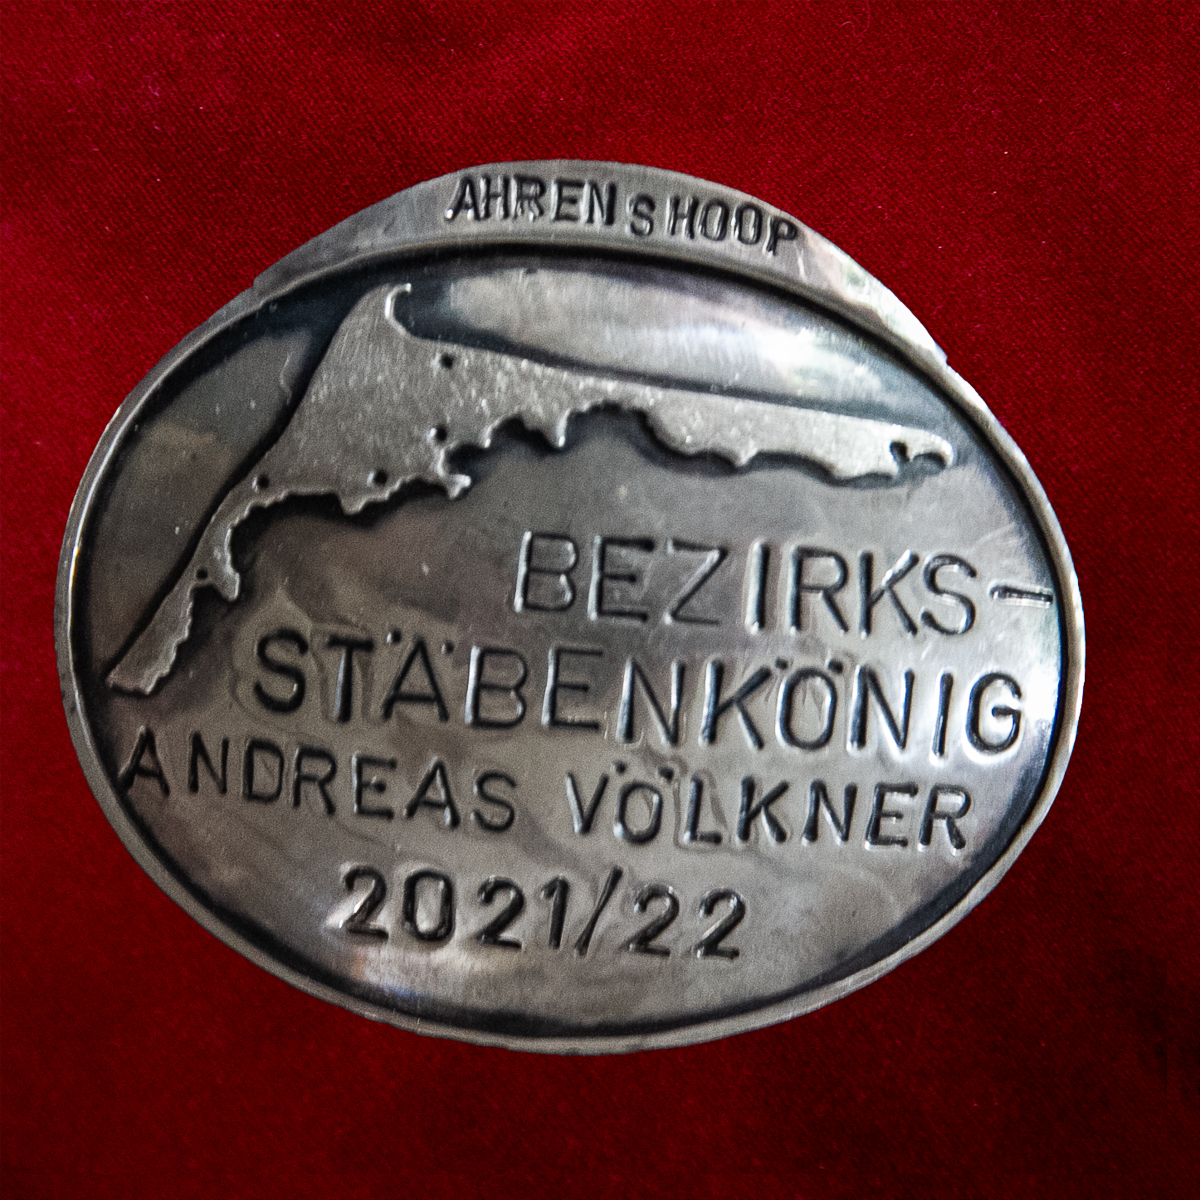 AHRENsHOOP
BEZIRKS-
STÄBENKÖNIG
ANDREAS VÖLKNER
2021/22